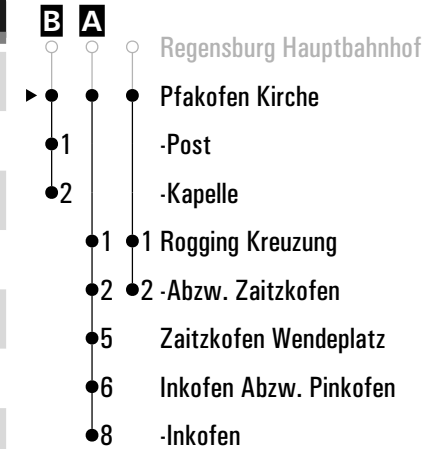 B A
Regensburg Hauptbahnhof
Pfakofen Kirche
1 -Post
2 -Kapelle
1 1 Rogging Kreuzung
2 2 -Abzw. Zaitzkofen
5 Zaitzkofen Wendeplatz
6 Inkofen Abzw. Pinkofen
8 -Inkofen